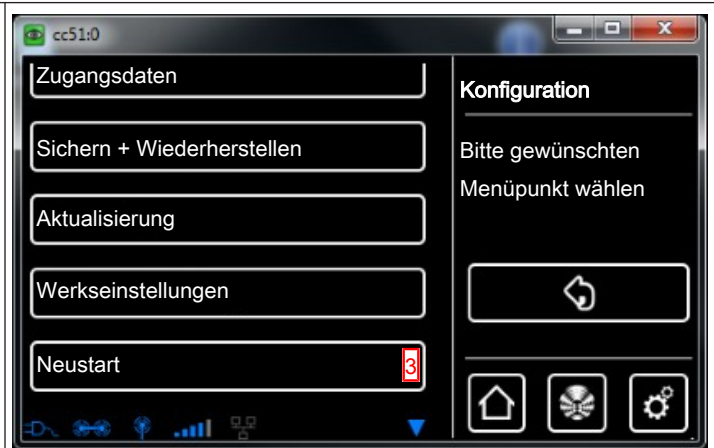 cc51:0
Zugangsdaten
Sichern + Wiederherstellen
Aktualisierung
Werkseinstellungen
Neustart
3
Konfiguration
Bitte gewünschten
Menüpunkt wählen